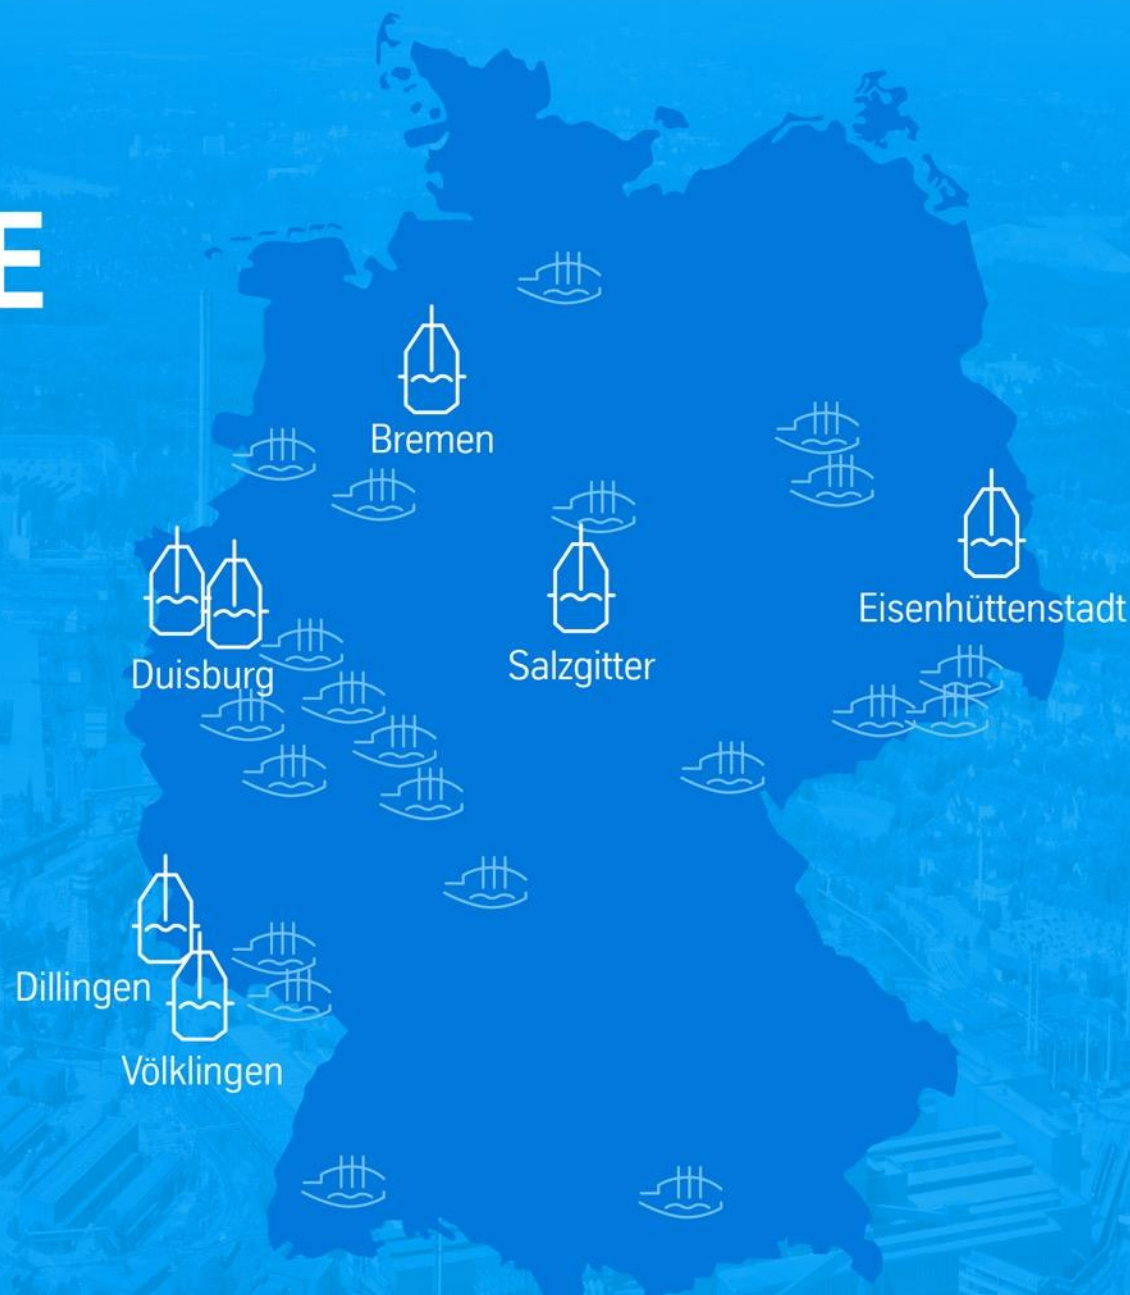 E
Bremen
Eisenhüttenstadt
Duisburg
Salzgitter
Dillingen
Völklingen